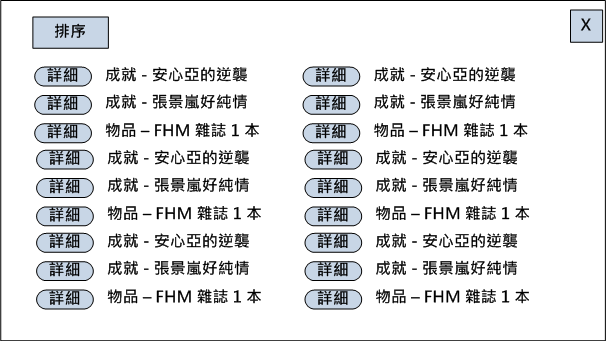 排序
X
詳細 成就 - 安心亞的逆襲 詳細 成就 - 安心亞的逆襲
詳細 成就 - 張景嵐好純情 詳細 成就 - 張景嵐好純情
詳細 物品 – FHM 雜誌 1 本 詳細 物品 – FHM 雜誌 1 本
詳細 成就 - 安心亞的逆襲 詳細 成就 - 安心亞的逆襲
詳細 成就 - 張景嵐好純情 詳細 成就 - 張景嵐好純情
詳細 物品 – FHM 雜誌 1 本 詳細 物品 – FHM 雜誌 1 本
詳細 成就 - 安心亞的逆襲 詳細 成就 - 安心亞的逆襲
詳細 成就 - 張景嵐好純情 詳細 成就 - 張景嵐好純情
詳細 物品 – FHM 雜誌 1 本 詳細 物品 – FHM 雜誌 1 本